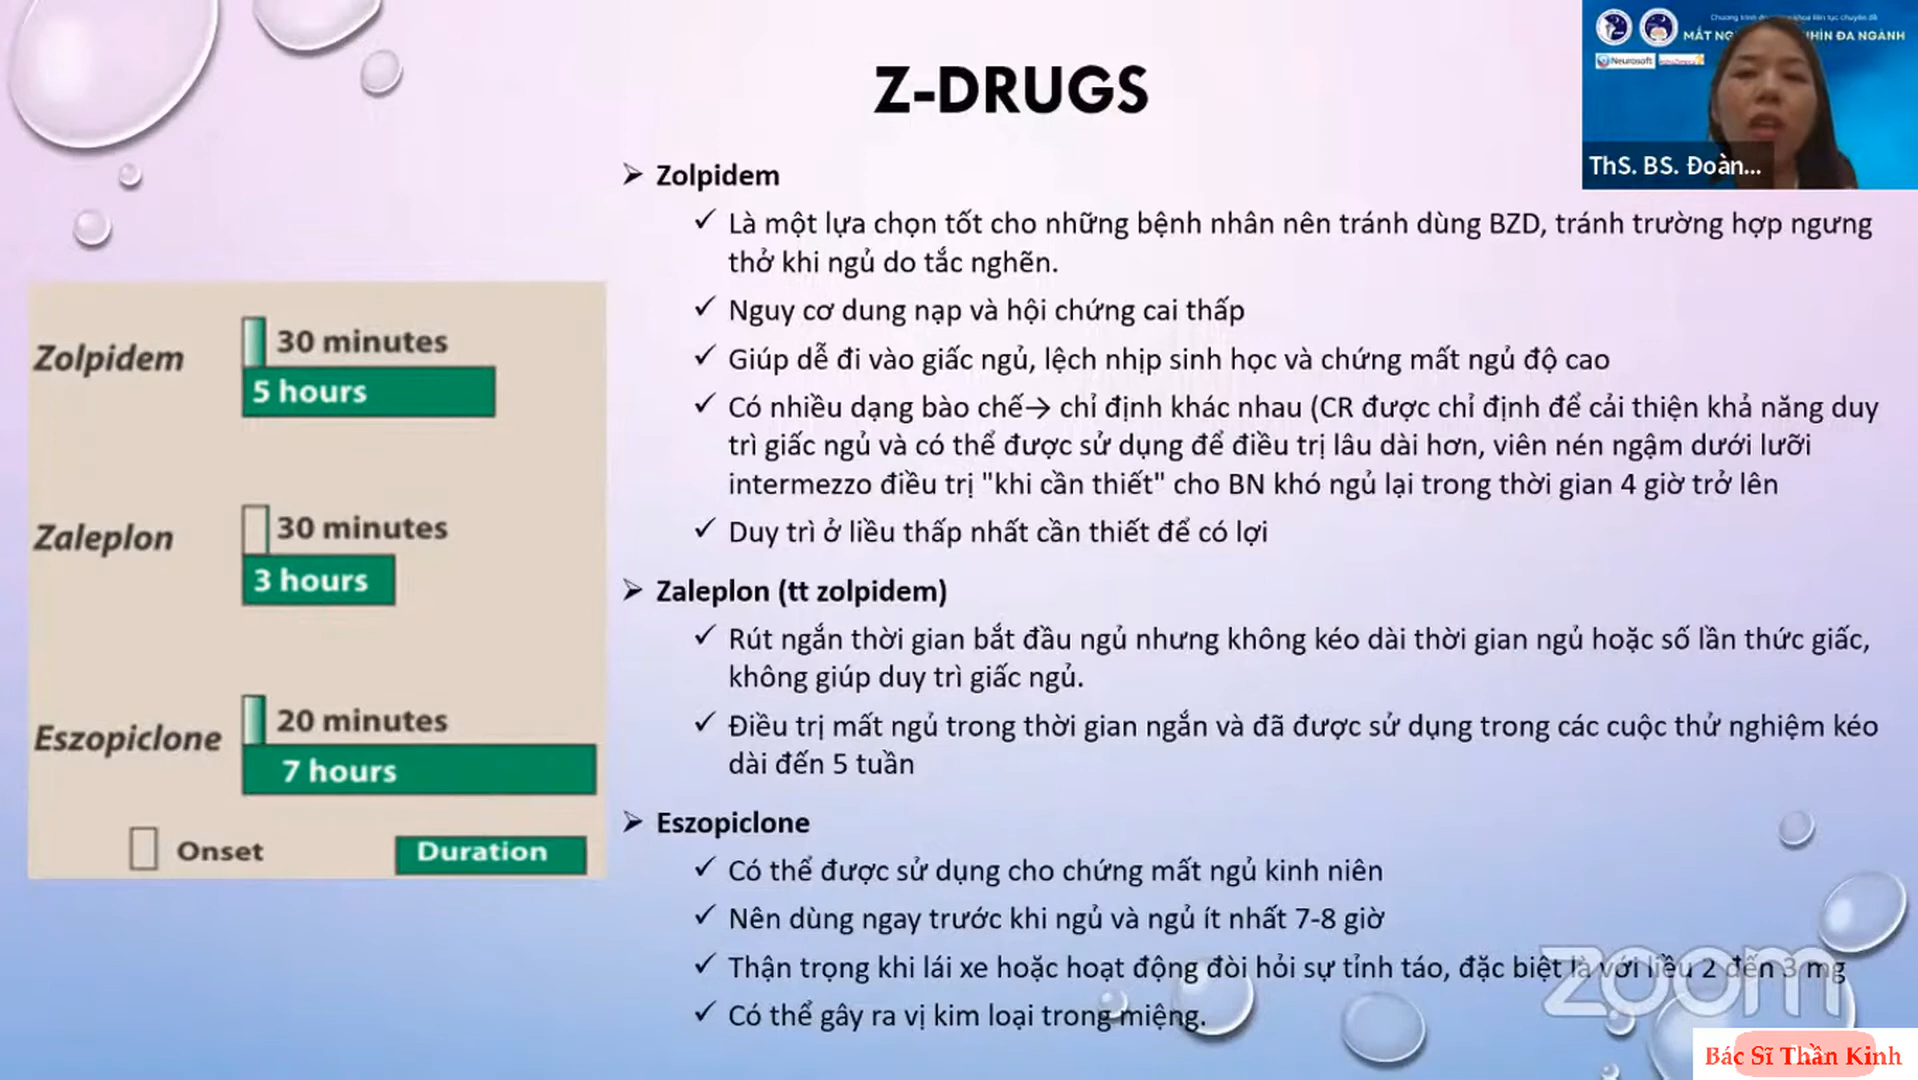 Z-DRUGS
Chương trình
khoa liên tục chuyên đề
MẤT NG
HÌN ĐA NGÀNH
Neurosoft
ThS. BS. Đoàn...
Zolpidem
30 minutes
5 hours
Zaleplon
30 minutes
3 hours
Eszopiclone
20 minutes
7 hours
Onset
Duration
➢ Zolpidem
✓ Là một lựa chọn tốt cho những bệnh nhân nên tránh dùng BZD, tránh trường hợp ngưng
thở khi ngủ do tắc nghẽn.
✓ Nguy cơ dung nạp và hội chứng cai thấp
✓ Giúp dễ đi vào giấc ngủ, lệch nhịp sinh học và chứng mất ngủ độ cao
✓ Có nhiều dạng bào chế→ chỉ định khác nhau (CR được chỉ định để cải thiện khả năng duy
trì giấc ngủ và có thể được sử dụng để điều trị lâu dài hơn, viên nén ngậm dưới lưỡi
intermezzo điều trị "khi cần thiết" cho BN khó ngủ lại trong thời gian 4 giờ trở lên
✓ Duy trì ở liều thấp nhất cần thiết để có lợi
➢ Zaleplon (tt zolpidem)
✓ Rút ngắn thời gian bắt đầu ngủ nhưng không kéo dài thời gian ngủ hoặc số lần thức giấc,
không giúp duy trì giấc ngủ.
✓ Điều trị mất ngủ trong thời gian ngắn và đã được sử dụng trong các cuộc thử nghiệm kéo
dài đến 5 tuần
➢ Eszopiclone
✓ Có thể được sử dụng cho chứng mất ngủ kinh niên
✓ Nên dùng ngay trước khi ngủ và ngủ ít nhất 7-8 giờ
✓ Thận trọng khi lái xe hoặc hoạt động đòi hỏi sự tỉnh táo, đặc biệt là với liều 2 đến 3 mg
✓ Có thể gây ra vị kim loại trong miệng.
zoom
Bác Sĩ Thần Kinh